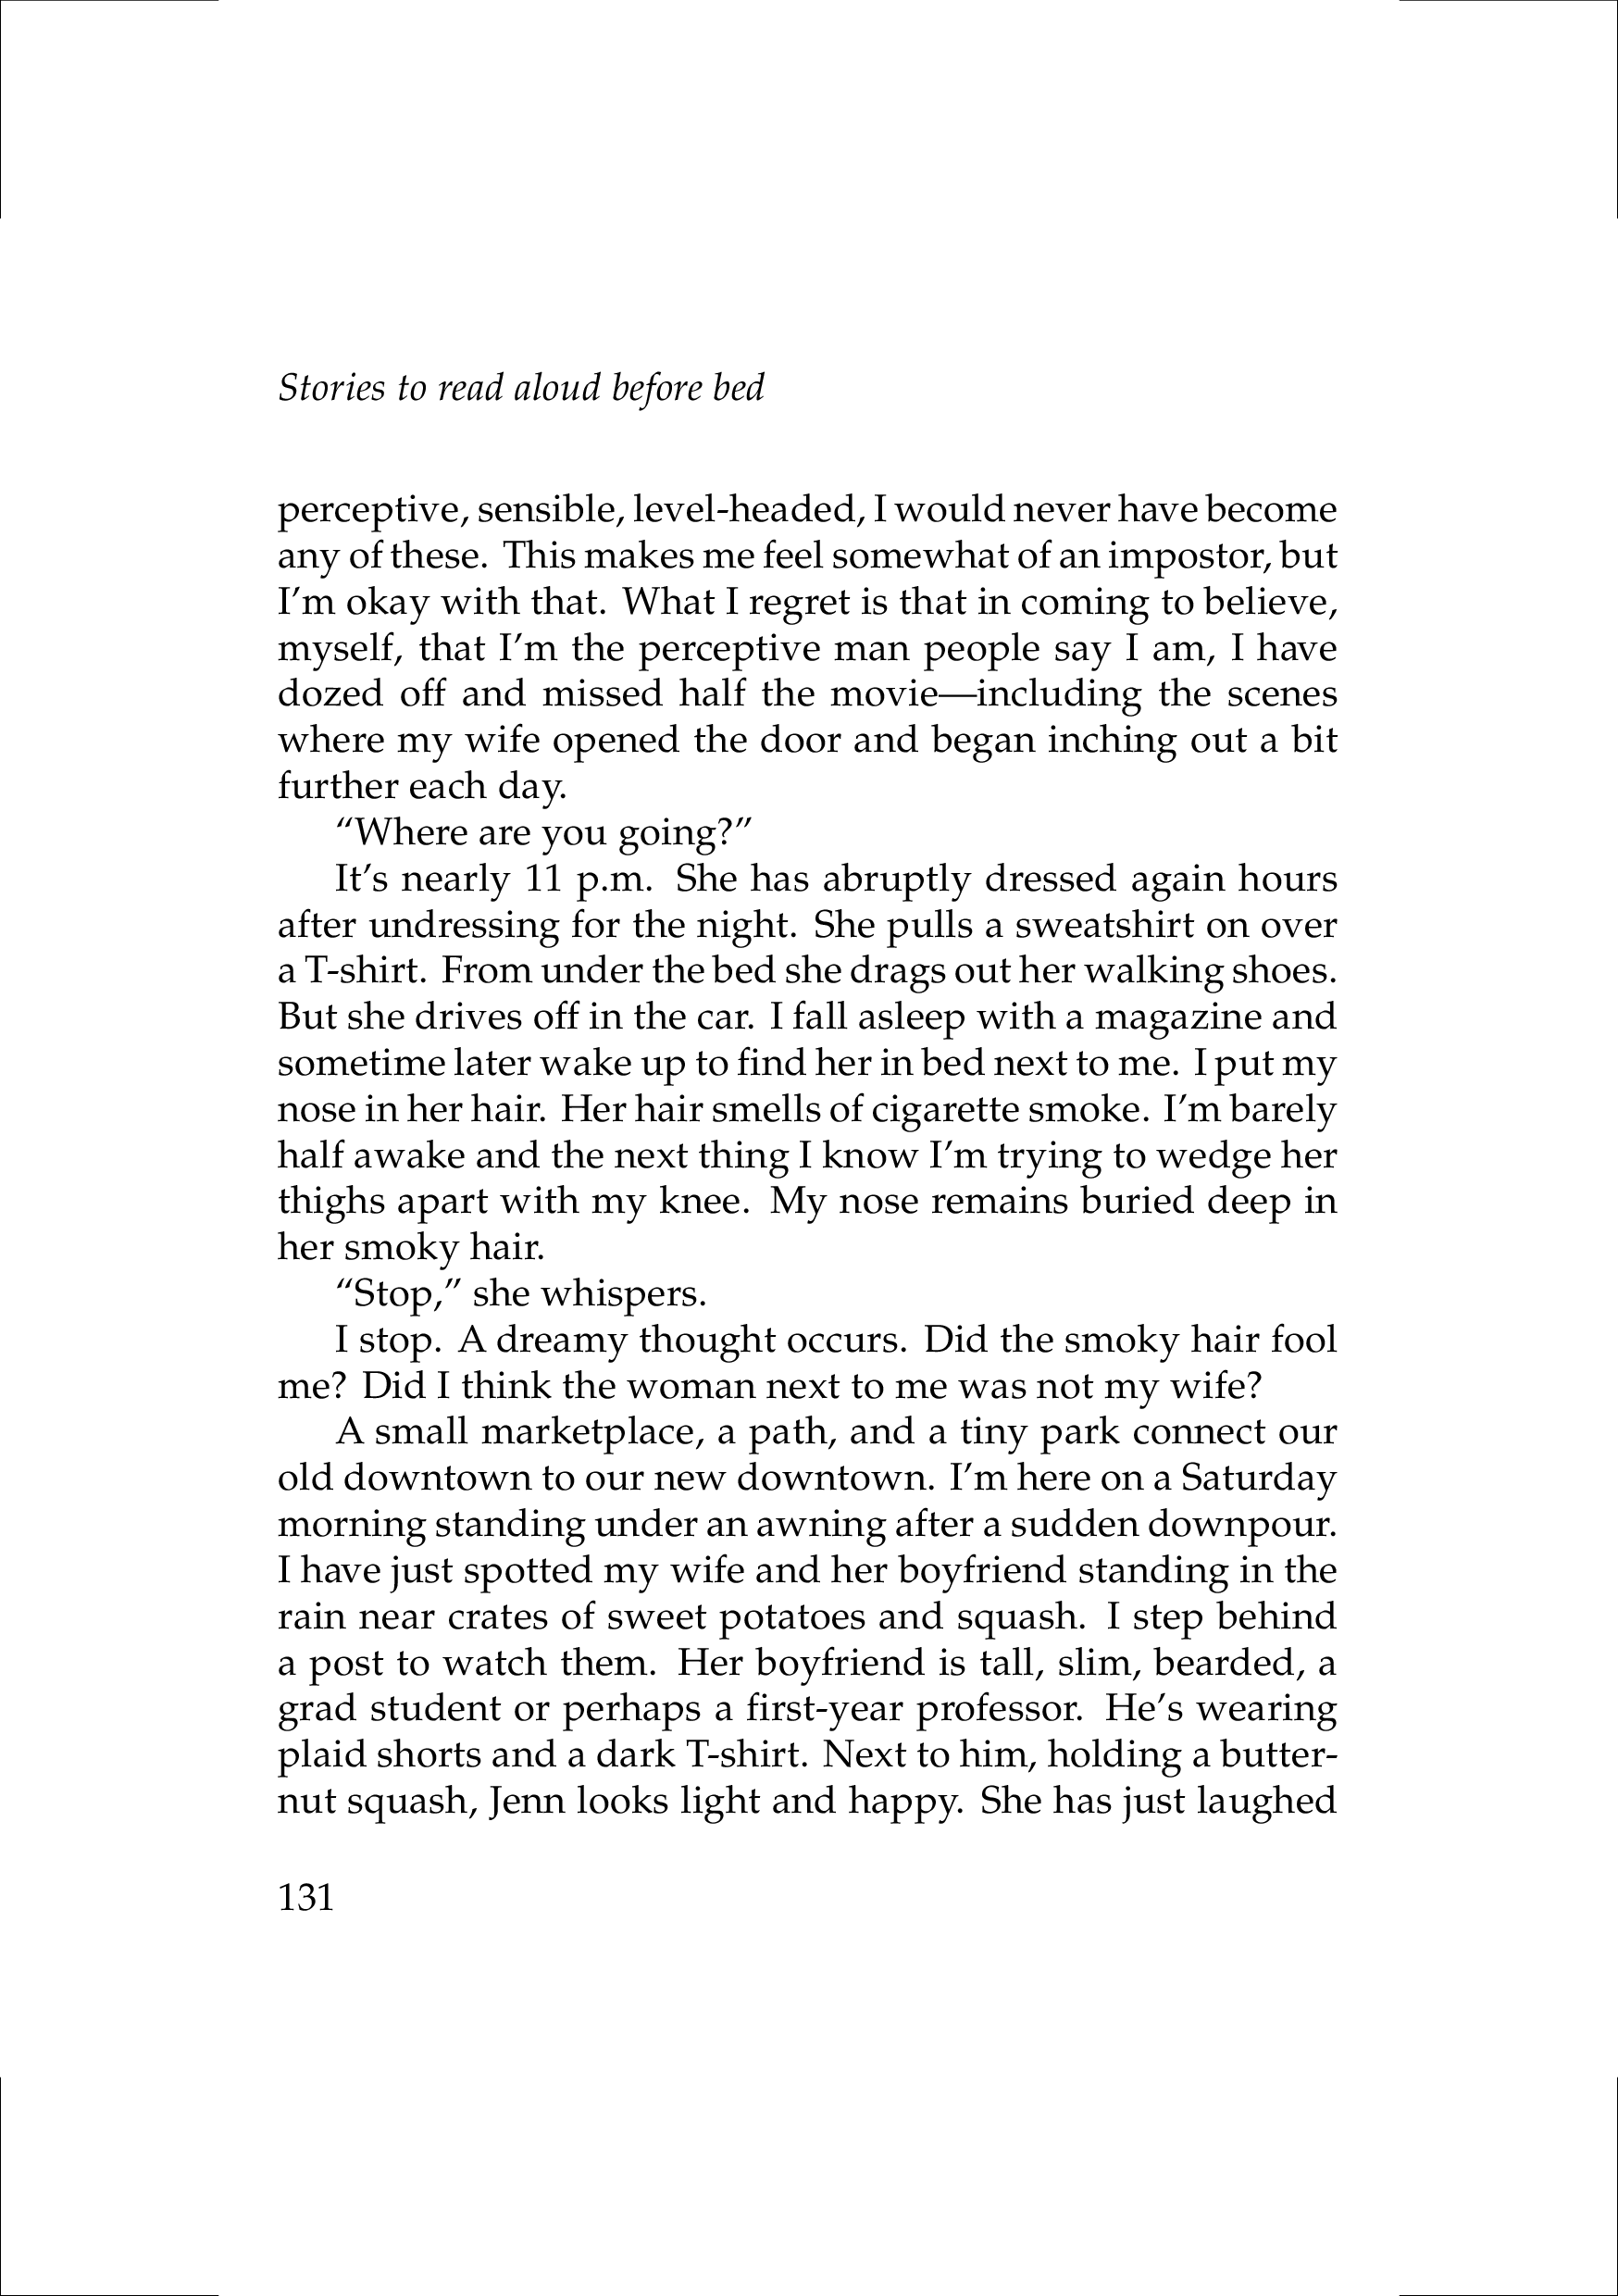 Stories to read aloud before bed
perceptive, sensible, level-headed, I would never have become
any of these. This makes me feel somewhat of an impostor, but
I’m okay with that. What I regret is that in coming to believe,
myself, that I’m the perceptive man people say I am, I have
dozed off and missed half the movie—including the scenes
where my wife opened the door and began inching out a bit
further each day.
“Where are you going?”
It’s nearly 11 p.m. She has abruptly dressed again hours
after undressing for the night. She pulls a sweatshirt on over
a T-shirt. From under the bed she drags out her walking shoes.
But she drives off in the car. I fall asleep with a magazine and
sometime later wake up to find her in bed next to me. I put my
nose in her hair. Her hair smells of cigarette smoke. I’m barely
half awake and the next thing I know I’m trying to wedge her
thighs apart with my knee. My nose remains buried deep in
her smoky hair.
“Stop,” she whispers.
I stop. A dreamy thought occurs. Did the smoky hair fool
me? Did I think the woman next to me was not my wife?
A small marketplace, a path, and a tiny park connect our
old downtown to our new downtown. I’m here on a Saturday
morning standing under an awning after a sudden downpour.
I have just spotted my wife and her boyfriend standing in the
rain near crates of sweet potatoes and squash. I step behind
a post to watch them. Her boyfriend is tall, slim, bearded, a
grad student or perhaps a first-year professor. He’s wearing
plaid shorts and a dark T-shirt. Next to him, holding a butter-
nut squash, Jenn looks light and happy. She has just laughed
131